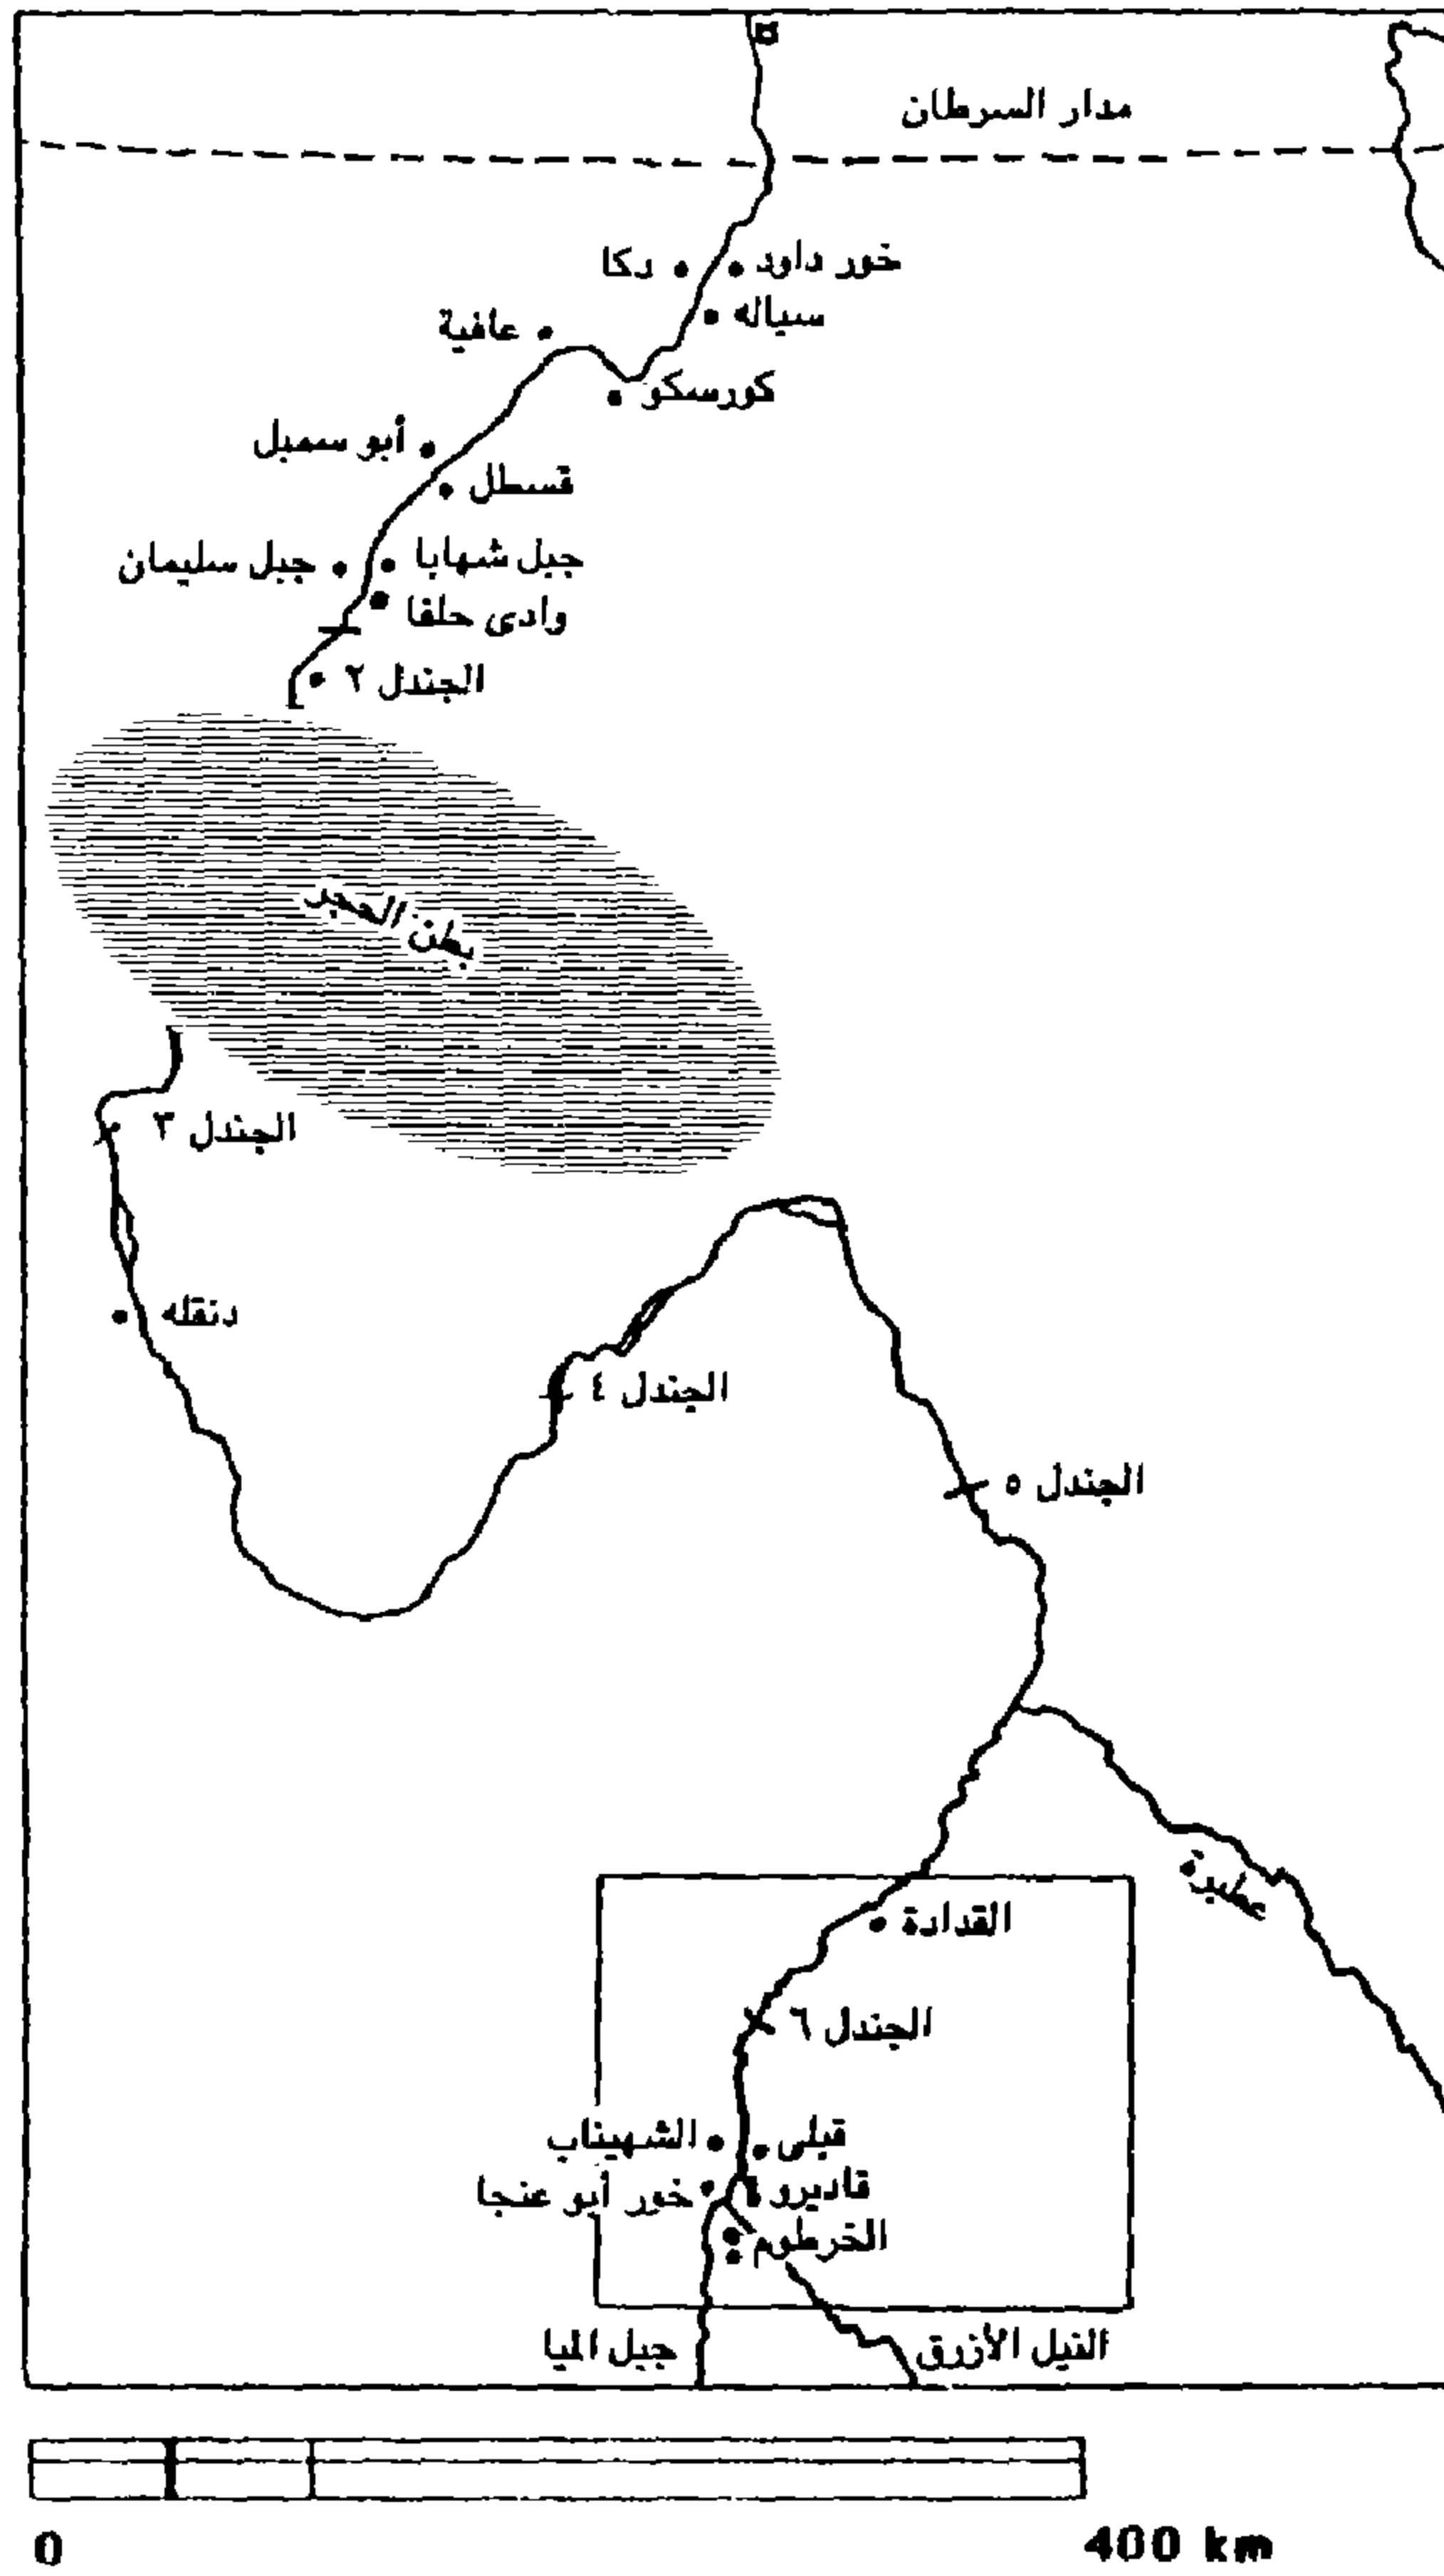 مدار السرطان
خور داود
دكا
سياله
عافية
كورسكو
أبو سمبل
قسطل
جبل شهابا
جبل سليمان
وادى حلفا
الجندل ٢
بطن الحجر
الجندل ٣
دنقله
الجندل ٤
الجندل ٥
عطبرة
القدادة
الجندل ٦
قبلى
الشهيناب
قاديرو
خور أبو عنجا
الخرطوم
النيل الأزرق
جبل الميا
0
400 km